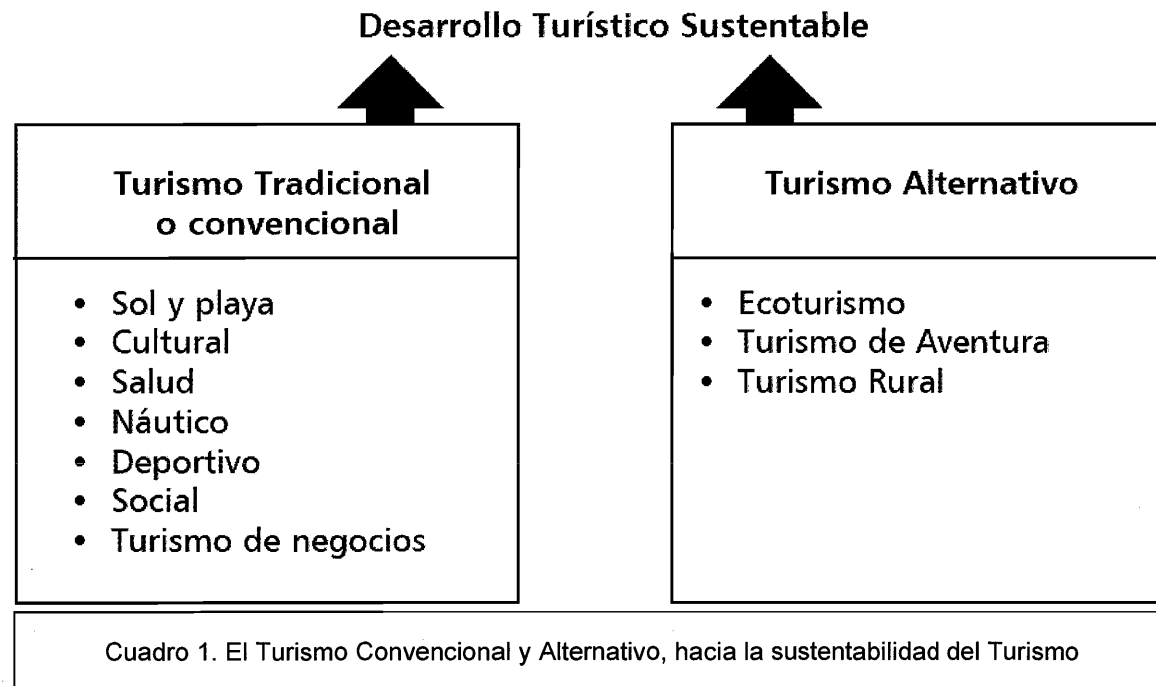 Desarrollo Turístico Sustentable
Turismo Tradicional
o convencional
• Sol y playa
• Cultural
• Salud
• Náutico
• Deportivo
• Social
• Turismo de negocios
Turismo Alternativo
• Ecoturismo
• Turismo de Aventura
• Turismo Rural
Cuadro 1. El Turismo Convencional y Alternativo, hacia la sustentabilidad del Turismo